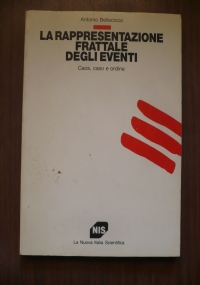 Antonio Bellacicco
LA RAPPRESENTAZIONE
FRATTALE
DEGLI EVENTI
Caos, caso e ordine
NIS
La Nuova Italia Scientifica